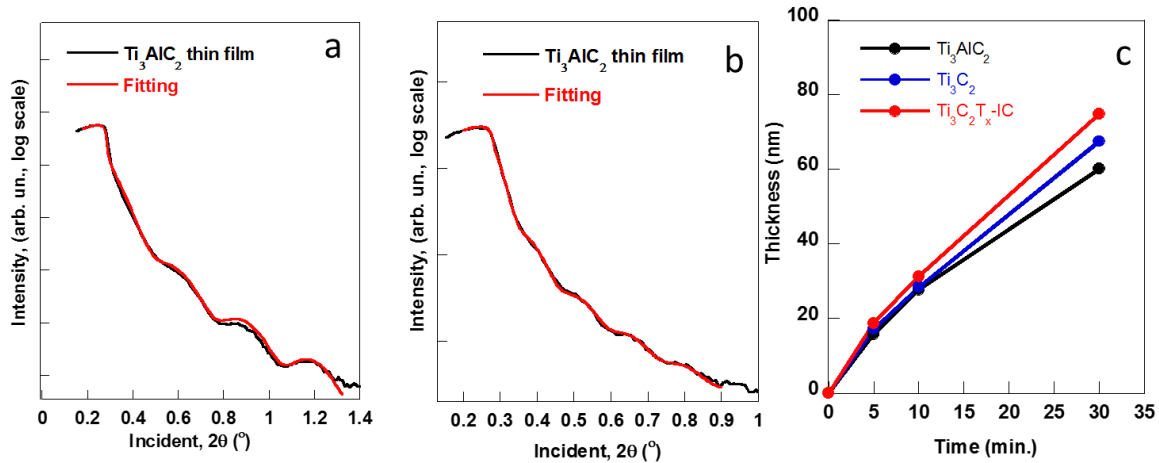 a
Ti₃AlC₂ thin film
Fitting
Intensity, (arb. un., log scale)
0 0.2 0.4 0.6 0.8 1 1.2 1.4
Incident, 2θ (°)
b
Ti₃AlC₂ thin film
Fitting
Intensity, (arb. un., log scale)
0.2 0.3 0.4 0.5 0.6 0.7 0.8 0.9 1
Incident, 2θ (°)
c
Ti₃AlC₂
Ti₃C₂
Ti₃C₂Tₓ-IC
Thickness (nm)
100
80
60
40
20
0
0 5 10 15 20 25 30 35
Time (min.)